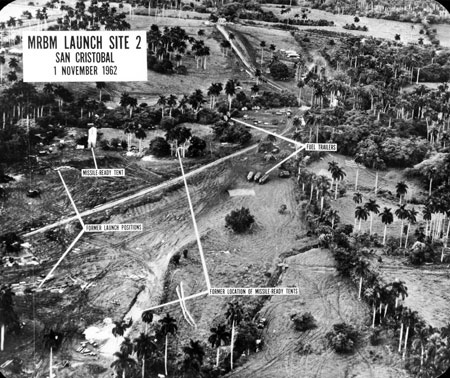 MRBM LAUNCH SITE 2
SAN CRISTOBAL
1 NOVEMBER 1962
FUEL TRAILERS
MISSILE-READY TENT
FORMER LAUNCH POSITIONS
FORMER LOCATION OF MISSILE-READY TENTS